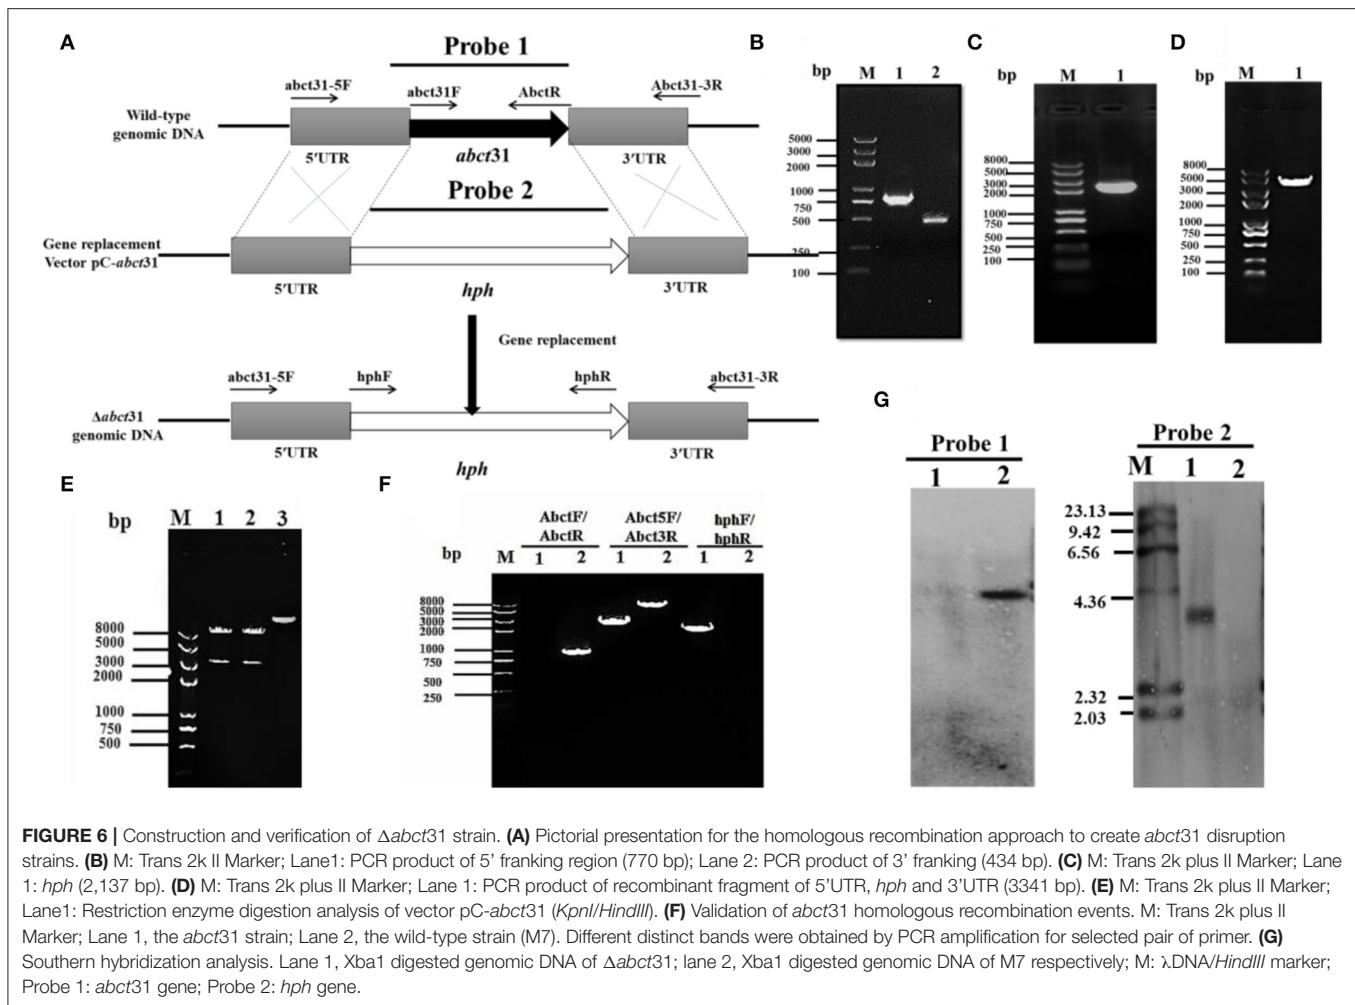 A
Probe 1
abct31-5F
abct31F
AbctR
Abct31-3R
Wild-type
genomic DNA
5'UTR
abct31
3'UTR
Probe 2
Gene replacement
Vector pC-abct31
5'UTR
hph
3'UTR
Gene replacement
abct31-5F
hphF
hphR
abct31-3R
Δabct31
genomic DNA
5'UTR
hph
3'UTR
B
bp M 1 2
5000
3000
2000
1000
750
500
250
100
C
bp M 1
8000
5000
3000
2000
1000
750
500
250
100
D
bp M 1
8000
5000
3000
2000
1000
750
500
250
100
E
bp M 1 2 3
8000
5000
3000
2000
1000
750
500
F
AbctF/ Abct5F/ hphF/
AbctR Abct3R hphR
bp M 1 2 1 2 1 2
8000
5000
3000
2000
1000
750
500
250
G
Probe 1
1 2
Probe 2
M 1 2
23.13
9.42
6.56
4.36
2.32
2.03
FIGURE 6 | Construction and verification of Δabct31 strain. (A) Pictorial presentation for the homologous recombination approach to create abct31 disruption
strains. (B) M: Trans 2k II Marker; Lane1: PCR product of 5' franking region (770 bp); Lane 2: PCR product of 3' franking (434 bp). (C) M: Trans 2k plus II Marker; Lane
1: hph (2,137 bp). (D) M: Trans 2k plus II Marker; Lane 1: PCR product of recombinant fragment of 5'UTR, hph and 3'UTR (3341 bp). (E) M: Trans 2k plus II Marker;
Lane1: Restriction enzyme digestion analysis of vector pC-abct31 (KpnI/HindIII). (F) Validation of abct31 homologous recombination events. M: Trans 2k plus II
Marker; Lane 1, the abct31 strain; Lane 2, the wild-type strain (M7). Different distinct bands were obtained by PCR amplification for selected pair of primer. (G)
Southern hybridization analysis. Lane 1, Xba1 digested genomic DNA of Δabct31; lane 2, Xba1 digested genomic DNA of M7 respectively; M: λDNA/HindIII marker;
Probe 1: abct31 gene; Probe 2: hph gene.